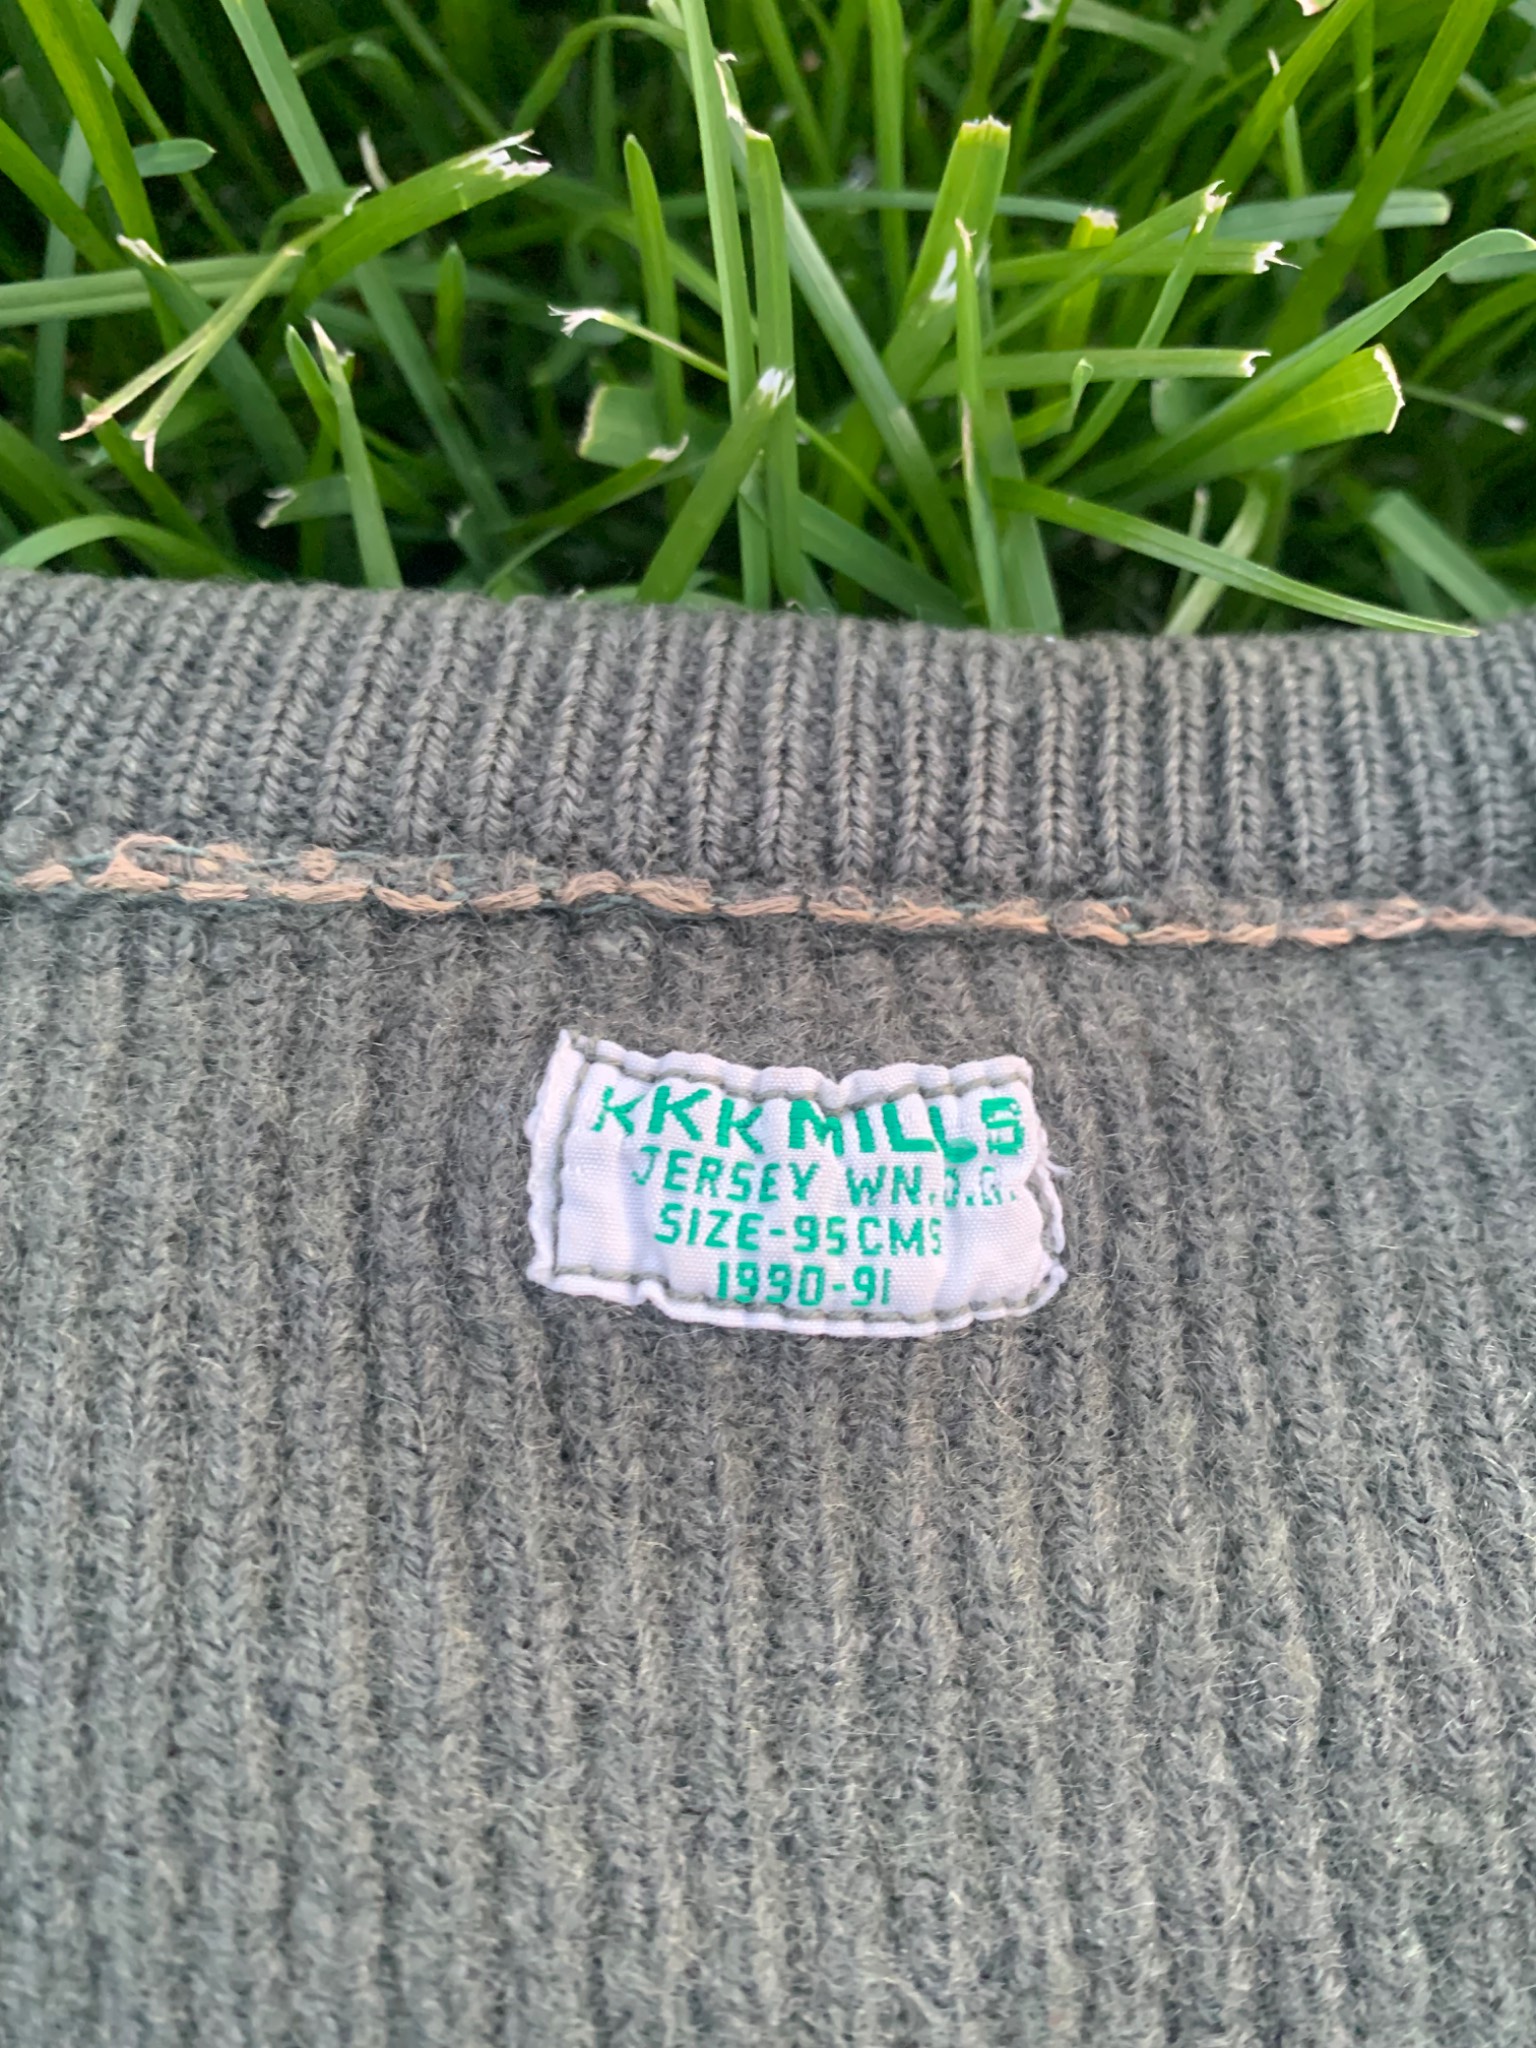 KKK MILLS
JERSEY WN.O.G.
SIZE-95CMS
1990-91